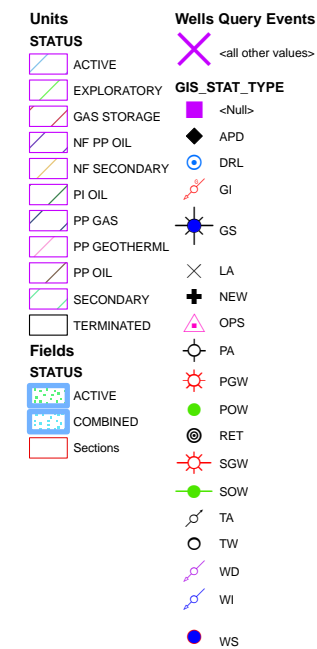 Units
STATUS
ACTIVE
EXPLORATORY
GAS STORAGE
NF PP OIL
NF SECONDARY
PI OIL
PP GAS
PP GEOTHERML
PP OIL
SECONDARY
TERMINATED
Fields
STATUS
ACTIVE
COMBINED
Sections
Wells Query Events
<all other values>
GIS_STAT_TYPE
<Null>
APD
DRL
GI
GS
LA
NEW
OPS
PA
PGW
POW
RET
SGW
SOW
TA
TW
WD
WI
WS